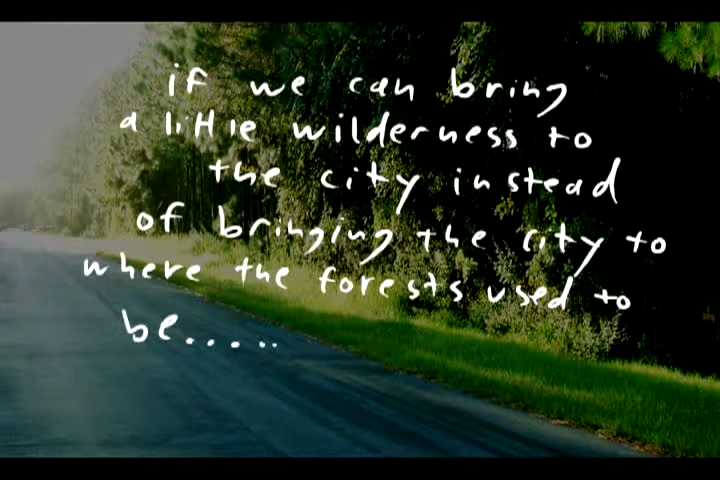 if we can bring
a little wilderness to
the city instead
of bringing the city to
where the forests used to
be.....